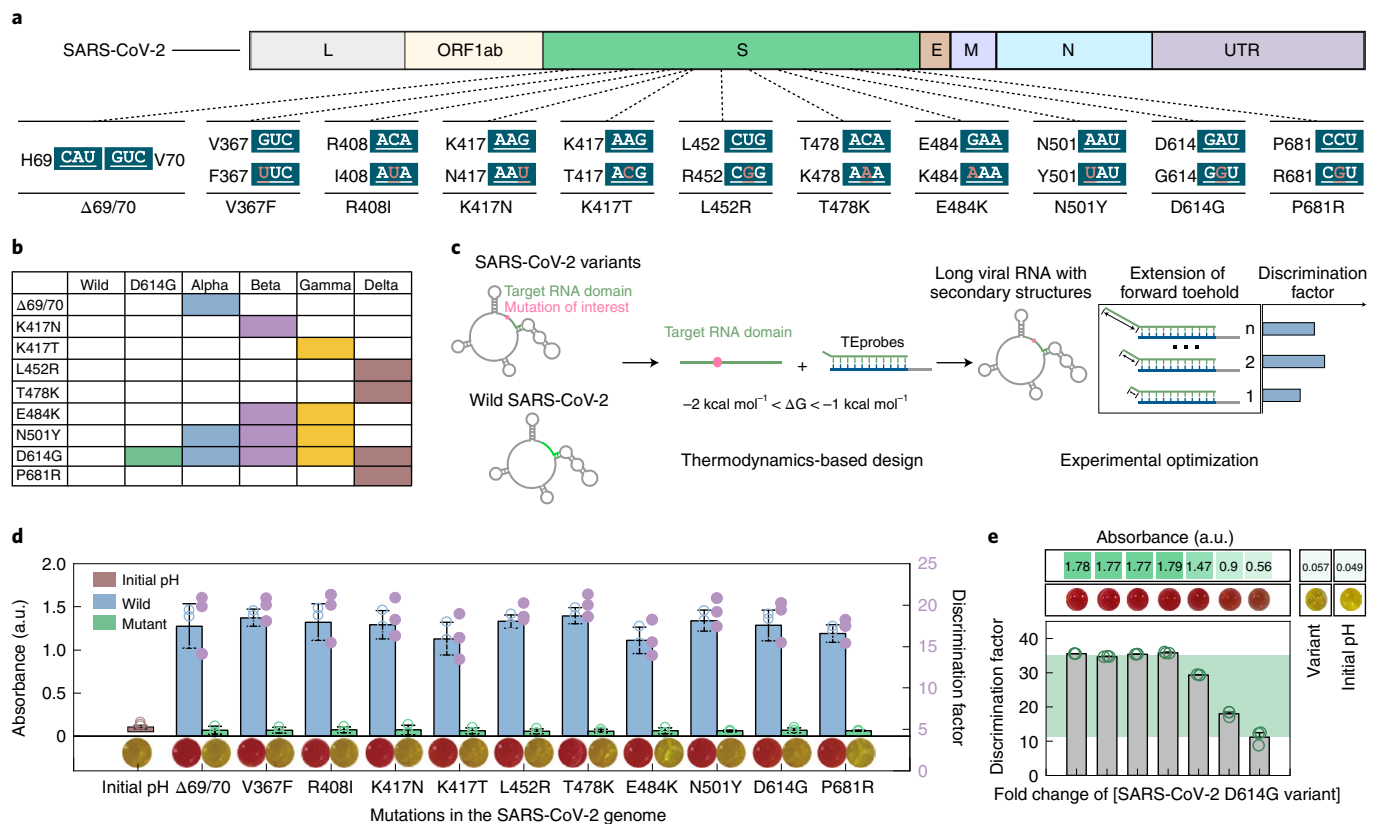 a
SARS-CoV-2
L ORF1ab S E M N UTR
H69 CAU GUC V70
Δ69/70
V367 GUC
F367 UUC
V367F
R408 ACA
I408 AUA
R408I
K417 AAG
N417 AAU
K417N
K417 AAG
T417 ACG
K417T
L452 CUG
R452 CGG
L452R
T478 ACA
K478 AAA
T478K
E484 GAA
K484 AAA
E484K
N501 AAU
Y501 UAU
N501Y
D614 GAU
G614 GGU
D614G
P681 CCU
R681 CGU
P681R
b
Wild D614G Alpha Beta Gamma Delta
Δ69/70
K417N
K417T
L452R
T478K
E484K
N501Y
D614G
P681R
c
SARS-CoV-2 variants
Target RNA domain
Mutation of interest
Wild SARS-CoV-2
Target RNA domain
+
TEprobes
−2 kcal mol−1 < ΔG < −1 kcal mol−1
Thermodynamics-based design
Long viral RNA with
secondary structures
Extension of
forward toehold
Discrimination
factor
n
2
1
Experimental optimization
d
Absorbance (a.u.)
2.0
1.5
1.0
0.5
0
Initial pH
Wild
Mutant
25
20
15
10
5
0
Discrimination
factor
Initial pH Δ69/70 V367F R408I K417N K417T L452R T478K E484K N501Y D614G P681R
Mutations in the SARS-CoV-2 genome
e
Absorbance (a.u.)
1.78 1.77 1.77 1.79 1.47 0.9 0.56 0.057 0.049
Variant
Initial pH
Discrimination factor
40
30
20
10
0
Fold change of [SARS-CoV-2 D614G variant]